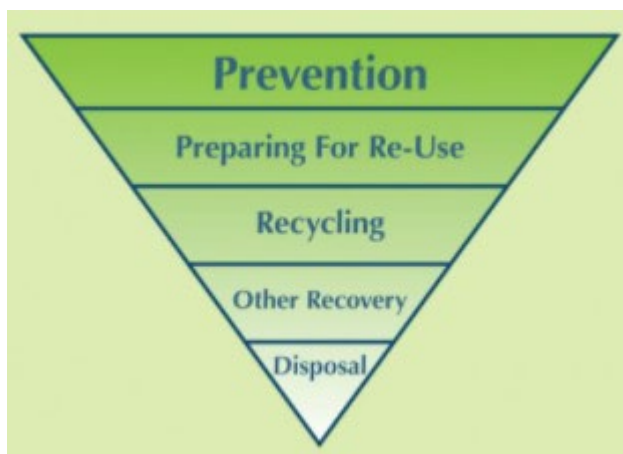 Prevention
Preparing For Re-Use
Recycling
Other Recovery
Disposal